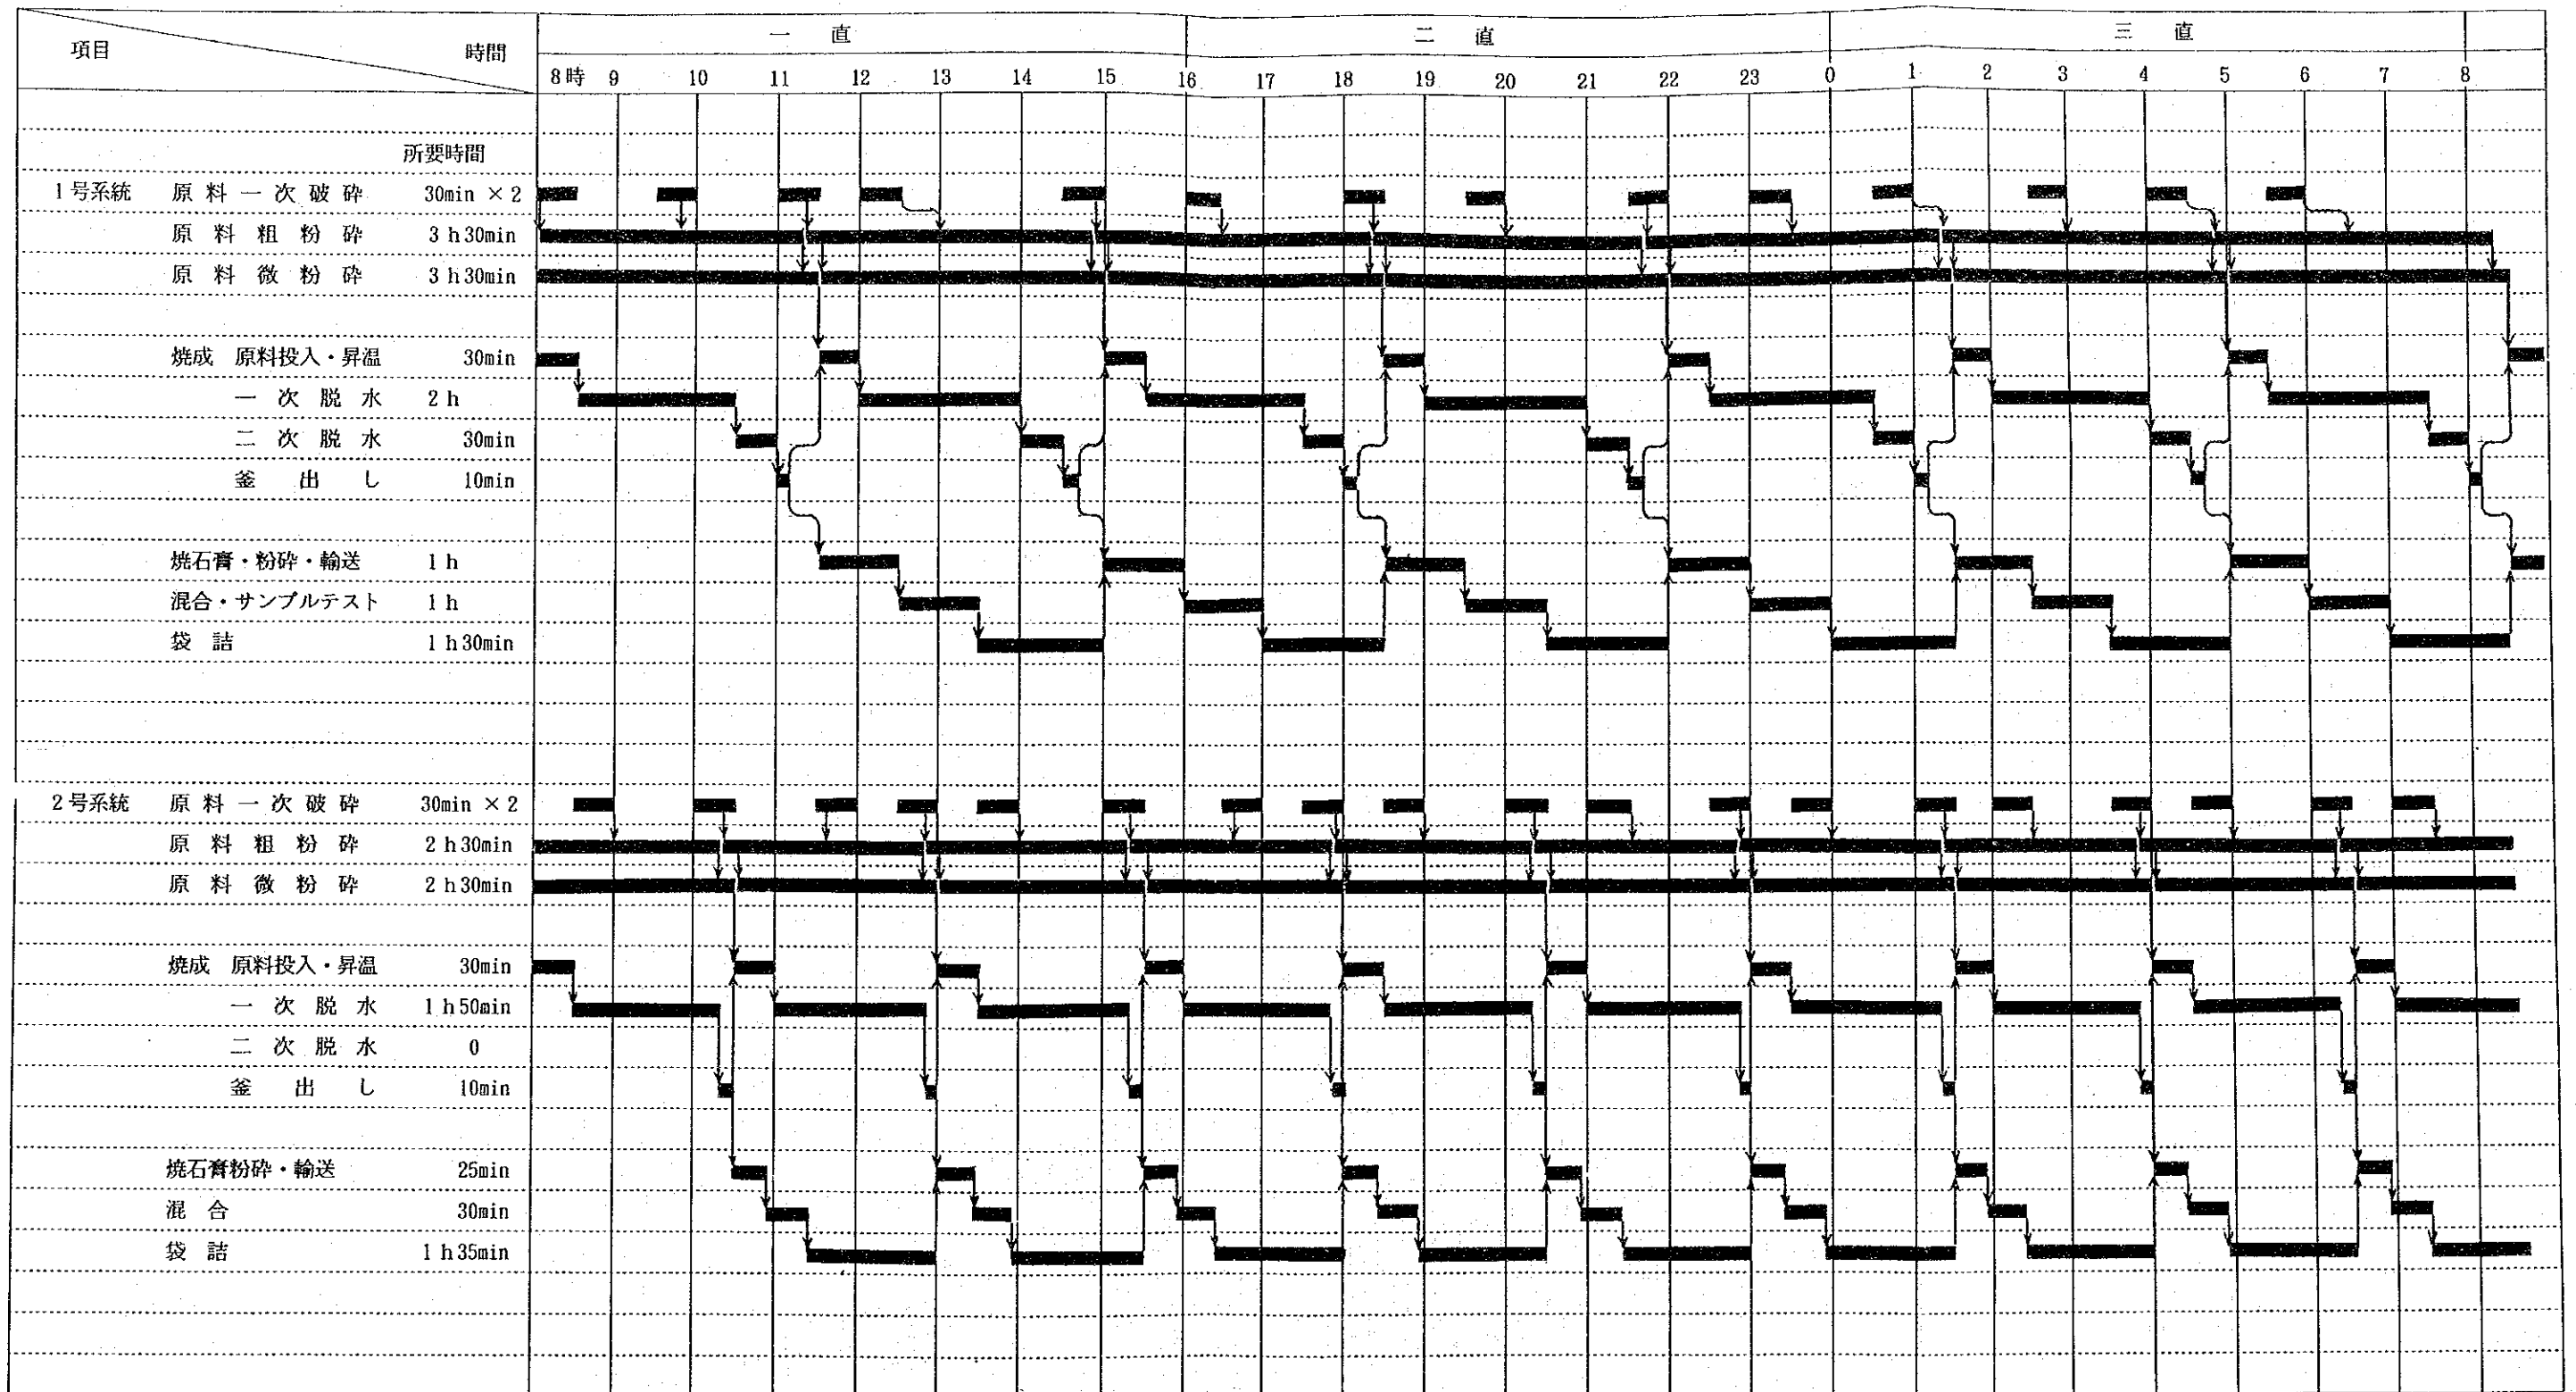 項目 時間
一 直 二 直 三 直
8時 9 10 11 12 13 14 15 16 17 18 19 20 21 22 23 0 1 2 3 4 5 6 7 8
所要時間
1号系統 原料一次破砕 30min × 2
原料粗粉砕 3h30min
原料微粉砕 3h30min
焼成 原料投入・昇温 30min
一次脱水 2h
二次脱水 30min
釜出し 10min
焼石膏・粉砕・輸送 1h
混合・サンプルテスト 1h
袋詰 1h30min
2号系統 原料一次破砕 30min × 2
原料粗粉砕 2h30min
原料微粉砕 2h30min
焼成 原料投入・昇温 30min
一次脱水 1h50min
二次脱水 0
釜出し 10min
焼石膏粉砕・輸送 25min
混合 30min
袋詰 1h35min